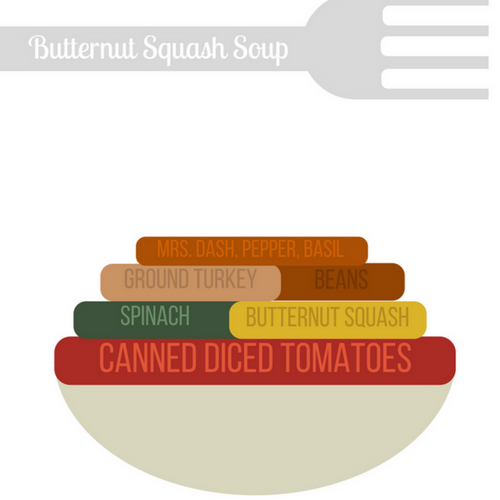 Butternut Squash Soup
MRS. DASH, PEPPER, BASIL
GROUND TURKEY BEANS
SPINACH BUTTERNUT SQUASH
CANNED DICED TOMATOES